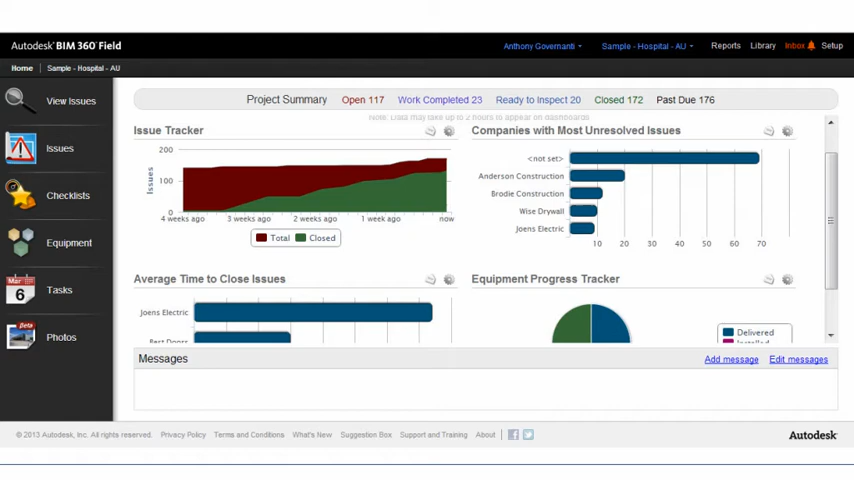 Autodesk® BIM 360™ Field
Anthony Governanti
Sample - Hospital - AU
Reports
Library
Inbox
Setup
Home
Sample - Hospital - AU
View Issues
Issues
Checklists
Equipment
Mar
6
Tasks
Beta
Photos
Project Summary
Open 117
Work Completed 23
Ready to Inspect 20
Closed 172
Past Due 176
Note: Data may take up to 2 hours to appear on dashboards
Issue Tracker
Issues
200
100
0
4 weeks ago
3 weeks ago
2 weeks ago
1 week ago
now
Total
Closed
Companies with Most Unresolved Issues
<not set>
Anderson Construction
Brodie Construction
Wise Drywall
Joens Electric
10 20 30 40 50 60 70
Average Time to Close Issues
Joens Electric
Best Doors
Equipment Progress Tracker
Delivered
Installed
Messages
Add message
Edit messages
© 2013 Autodesk, Inc. All rights reserved.
Privacy Policy
Terms and Conditions
What's New
Suggestion Box
Support and Training
About
Autodesk